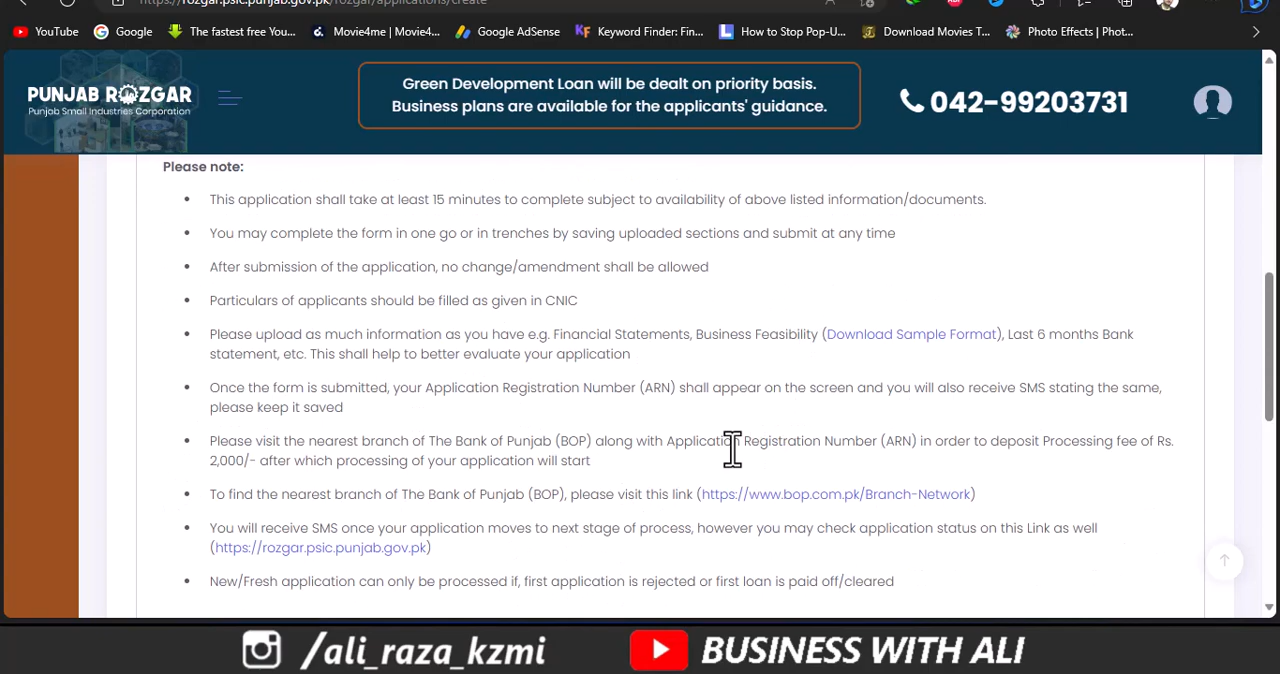 https://rozgar.psic.punjab.gov.pk/rozgar/applications/create
YouTube
Google
The fastest free You...
Movie4me | Movie4...
Google AdSense
Keyword Finder: Fin...
How to Stop Pop-U...
Download Movies T...
Photo Effects | Phot...
PUNJAB ROZGAR
Punjab Small Industries Corporation
Green Development Loan will be dealt on priority basis.
Business plans are available for the applicants' guidance.
042-99203731
Please note:
This application shall take at least 15 minutes to complete subject to availability of above listed information/documents.
You may complete the form in one go or in trenches by saving uploaded sections and submit at any time
After submission of the application, no change/amendment shall be allowed
Particulars of applicants should be filled as given in CNIC
Please upload as much information as you have e.g. Financial Statements, Business Feasibility (Download Sample Format), Last 6 months Bank
statement, etc. This shall help to better evaluate your application
Once the form is submitted, your Application Registration Number (ARN) shall appear on the screen and you will also receive SMS stating the same,
please keep it saved
Please visit the nearest branch of The Bank of Punjab (BOP) along with Application Registration Number (ARN) in order to deposit Processing fee of Rs.
2,000/- after which processing of your application will start
To find the nearest branch of The Bank of Punjab (BOP), please visit this link (https://www.bop.com.pk/Branch-Network)
You will receive SMS once your application moves to next stage of process, however you may check application status on this Link as well
(https://rozgar.psic.punjab.gov.pk)
New/Fresh application can only be processed if, first application is rejected or first loan is paid off/cleared
/ali_raza_kzmi
BUSINESS WITH ALI